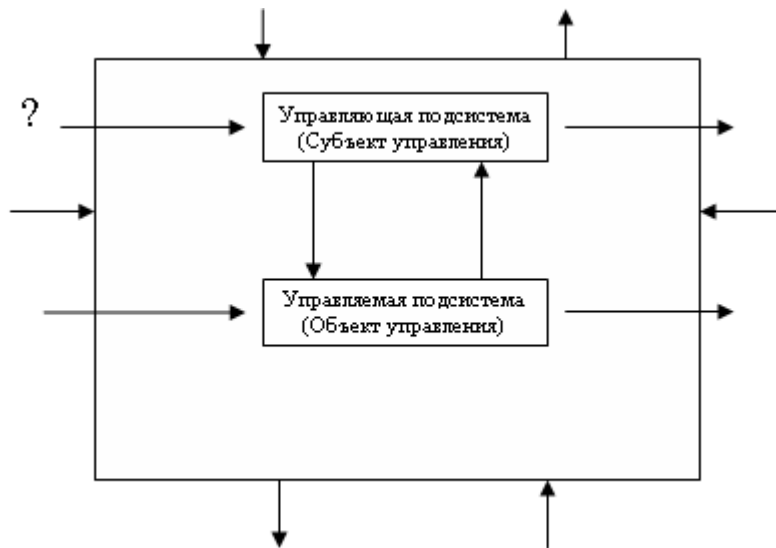 ?
Управляющая подсистема
(Субъект управления)
Управляемая подсистема
(Объект управления)